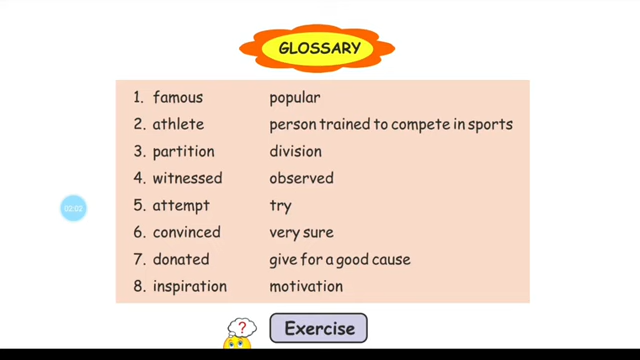 GLOSSARY
1. famous popular
2. athlete person trained to compete in sports
3. partition division
4. witnessed observed
5. attempt try
6. convinced very sure
7. donated give for a good cause
8. inspiration motivation
02:02
?
Exercise